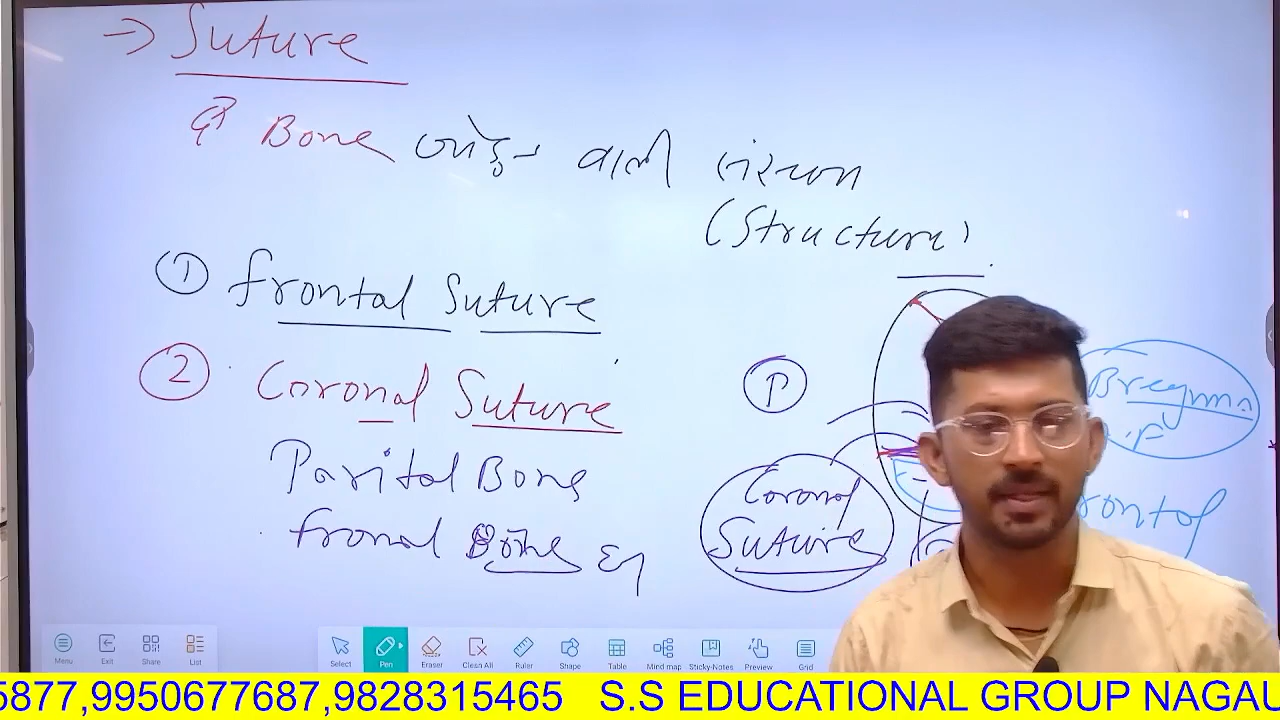 → Suture
दो Bone जोड़ने वाली संरचना
(Structure)
① frontal Suture
② Coronal Suture
Parital Bone
fronal Bone
P
Coronal
Suture
Bregma
F
rontal
Menu
Exit
Share
List
Select
Pen
Eraser
Clean All
Ruler
Shape
Table
Mind map
Sticky-Notes
Preview
Grid
5877,9950677687,9828315465 S.S EDUCATIONAL GROUP NAGAU